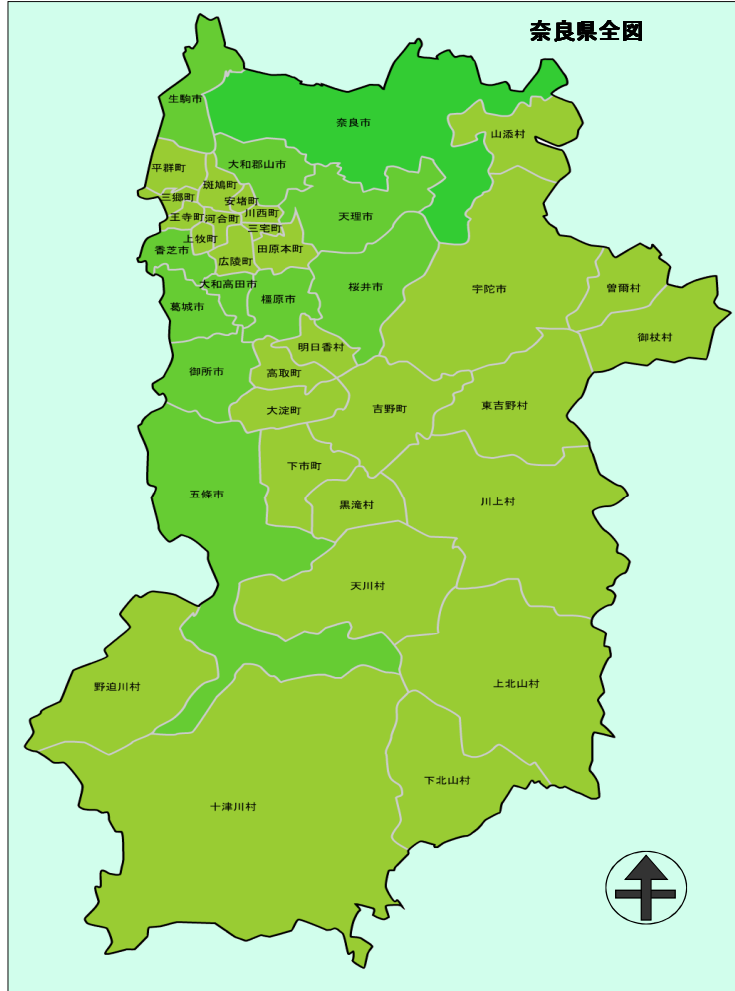 奈良県全図
生駒市
奈良市
山添村
平群町
大和郡山市
斑鳩町
三郷町
安堵町
王寺町
河合町
川西町
天理市
三宅町
上牧町
田原本町
香芝市
広陵町
桜井市
宇陀市
曽爾村
大和高田市
葛城市
橿原市
御杖村
明日香村
御所市
高取町
大淀町
吉野町
東吉野村
下市町
五條市
黒滝村
川上村
天川村
野迫川村
上北山村
下北山村
十津川村